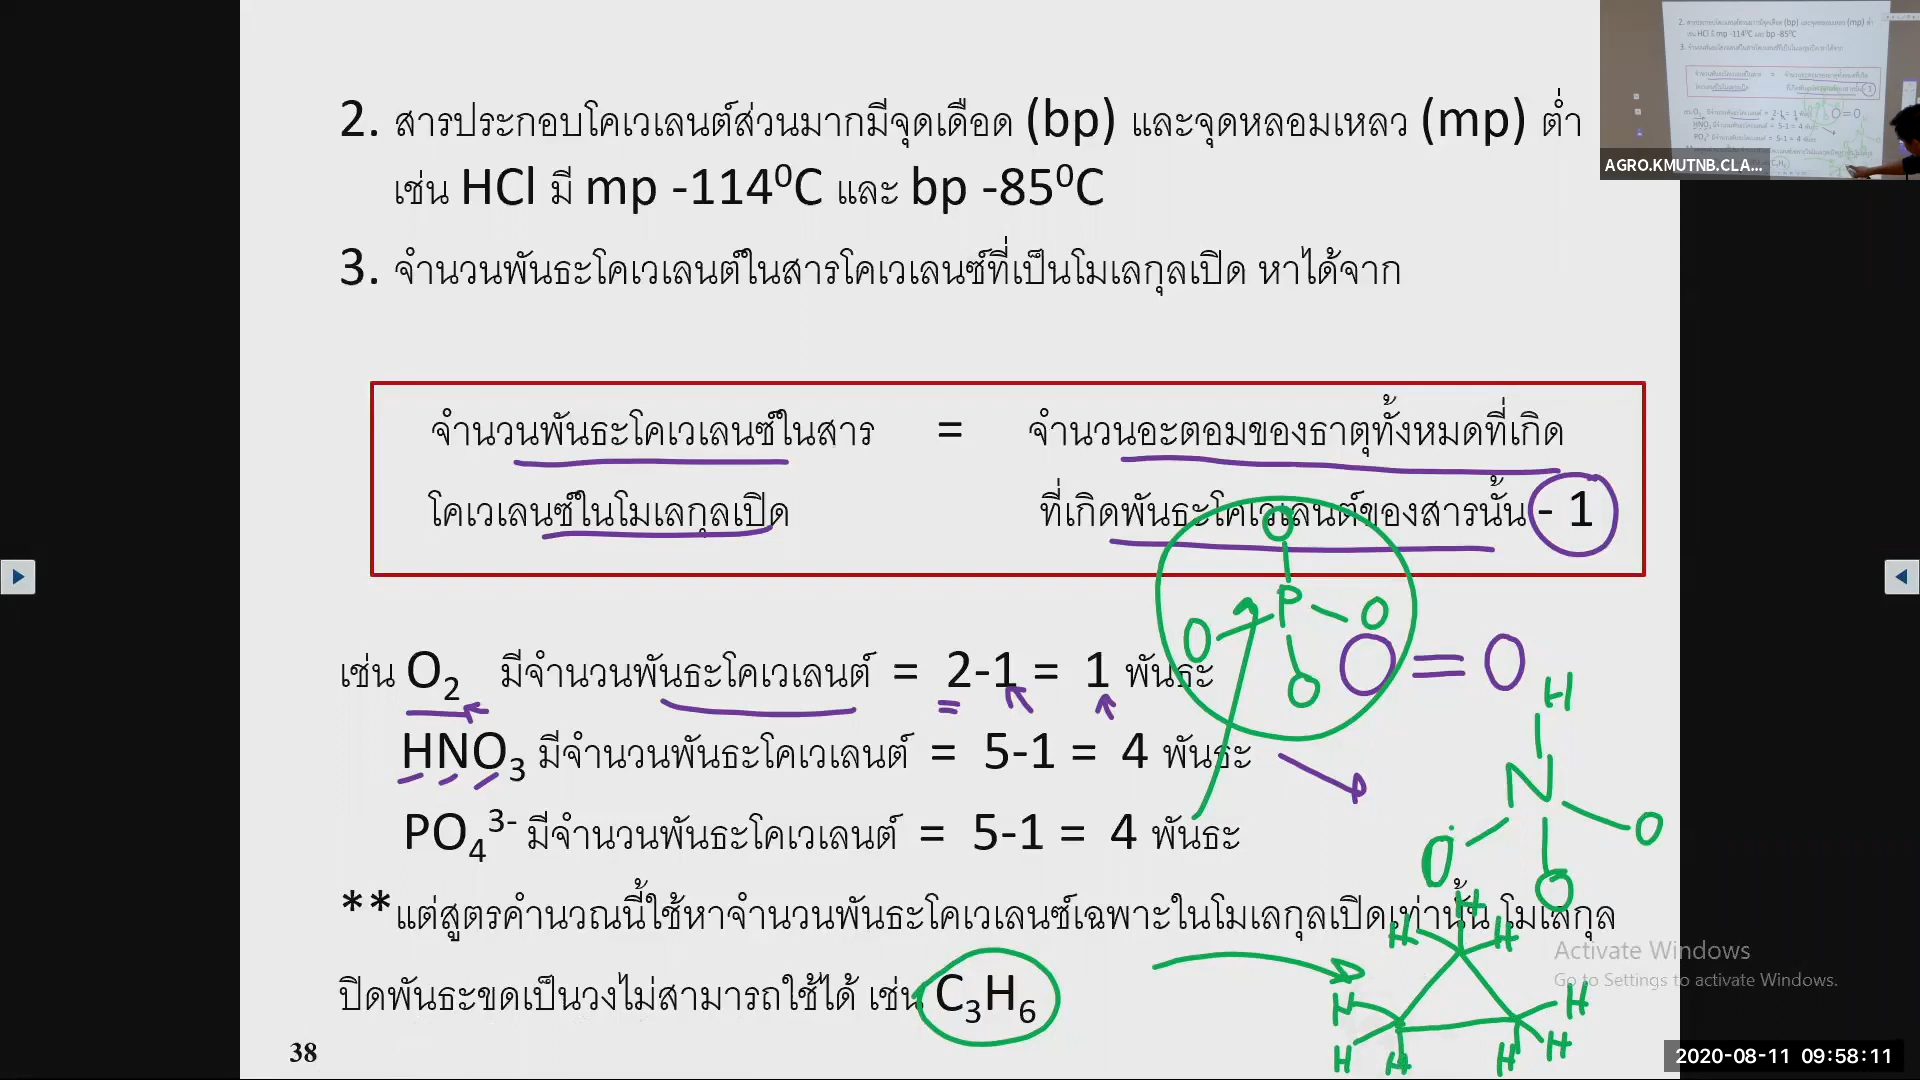 2. สารประกอบโคเวเลนต์ส่วนมากมีจุดเดือด (bp) และจุดหลอมเหลว (mp) ต่ำ
เช่น HCl มี mp -114⁰C และ bp -85⁰C
3. จำนวนพันธะโคเวเลนต์ในสารโคเวเลนซ์ที่เป็นโมเลกุลเปิด หาได้จาก
จำนวนพันธะโคเวเลนซ์ในสาร = จำนวนอะตอมของธาตุทั้งหมดที่เกิด
โคเวเลนซ์ในโมเลกุลเปิด ที่เกิดพันธะโคเวเลนต์ของสารนั้น - 1
O
P
O O
O
เช่น O₂ มีจำนวนพันธะโคเวเลนต์ = 2-1 = 1 พันธะ
O = O
HNO₃ มีจำนวนพันธะโคเวเลนต์ = 5-1 = 4 พันธะ
H
N
O O
O
PO₄³⁻ มีจำนวนพันธะโคเวเลนต์ = 5-1 = 4 พันธะ
**แต่สูตรคำนวณนี้ใช้หาจำนวนพันธะโคเวเลนซ์เฉพาะในโมเลกุลเปิดเท่านั้น โมเลกุล
ปิดพันธะขดเป็นวงไม่สามารถใช้ได้ เช่น C₃H₆
H
H H
H H
H H H H
38
AGRO.KMUTNB.CLA...
Activate Windows
Go to Settings to activate Windows.
2020-08-11 09:58:11